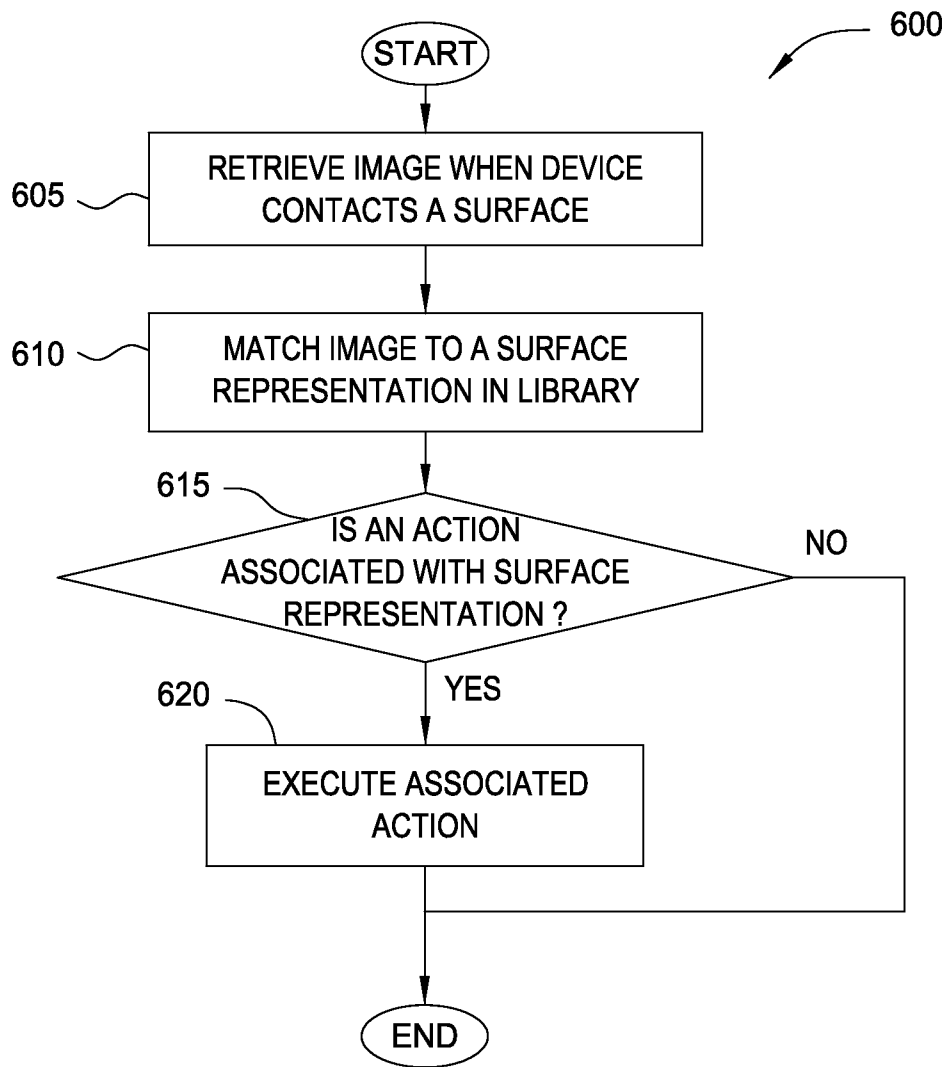 600
START
605
RETRIEVE IMAGE WHEN DEVICE
CONTACTS A SURFACE
610
MATCH IMAGE TO A SURFACE
REPRESENTATION IN LIBRARY
615
IS AN ACTION
ASSOCIATED WITH SURFACE
REPRESENTATION ?
NO
YES
620
EXECUTE ASSOCIATED
ACTION
END